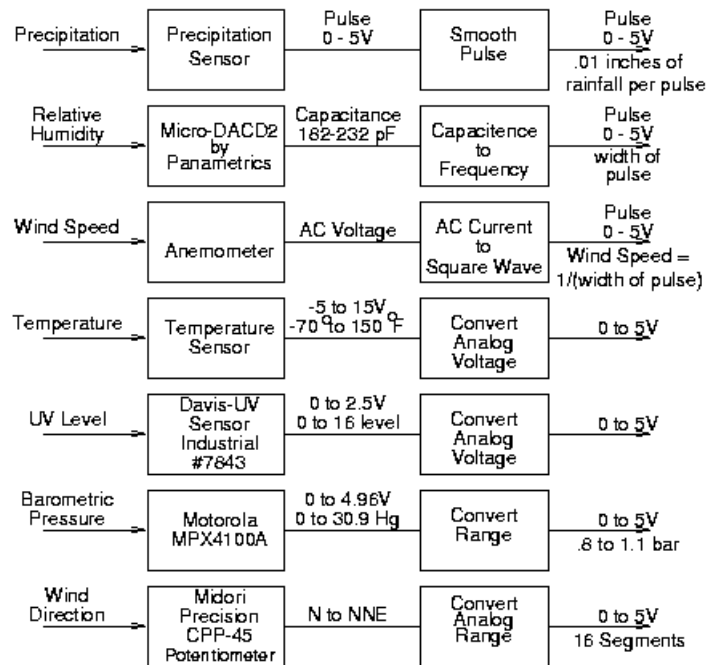 Precipitation
Precipitation
Sensor
Pulse
0 - 5V
Smooth
Pulse
Pulse
0 - 5V
.01 inches of
rainfall per pulse
Relative
Humidity
Micro-DACD2
by
Panametrics
Capacitance
182-232 pF
Capacitence
to
Frequency
Pulse
0 - 5V
width of
pulse
Wind Speed
Anemometer
AC Voltage
AC Current
to
Square Wave
Pulse
0 - 5V
Wind Speed =
1/(width of pulse)
Temperature
Temperature
Sensor
-5 to 15V
-70° to 150°F
Convert
Analog
Voltage
0 to 5V
UV Level
Davis-UV
Sensor
Industrial
#7843
0 to 2.5V
0 to 16 level
Convert
Analog
Voltage
0 to 5V
Barometric
Pressure
Motorola
MPX4100A
0 to 4.96V
0 to 30.9 Hg
Convert
Range
0 to 5V
.8 to 1.1 bar
Wind
Direction
Midori
Precision
CPP-45
Potentiometer
N to NNE
Convert
Analog
Range
0 to 5V
16 Segments